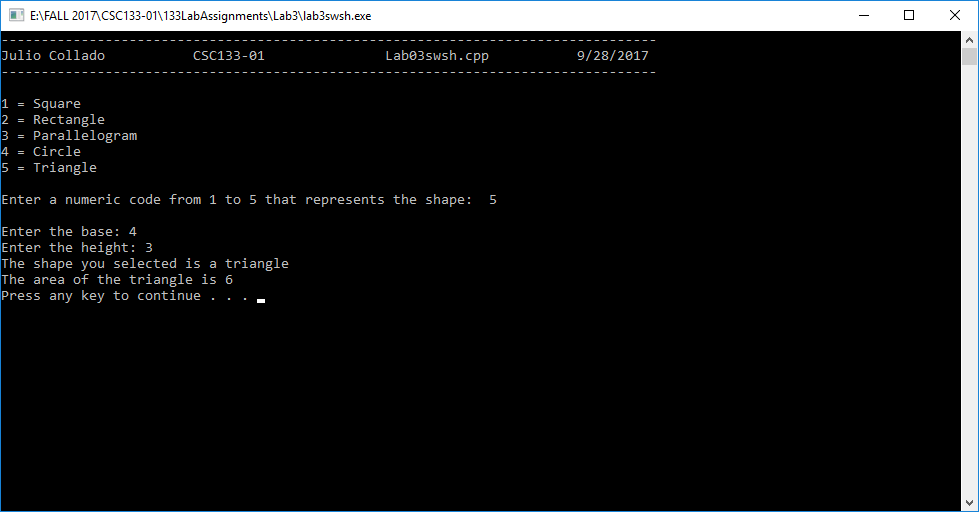 E:\FALL 2017\CSC133-01\133LabAssignments\Lab3\lab3swsh.exe
----------------------------------------------------------------------------------
Julio Collado           CSC133-01               Lab03swsh.cpp           9/28/2017
----------------------------------------------------------------------------------
1 = Square
2 = Rectangle
3 = Parallelogram
4 = Circle
5 = Triangle
Enter a numeric code from 1 to 5 that represents the shape:  5
Enter the base: 4
Enter the height: 3
The shape you selected is a triangle
The area of the triangle is 6
Press any key to continue . . .